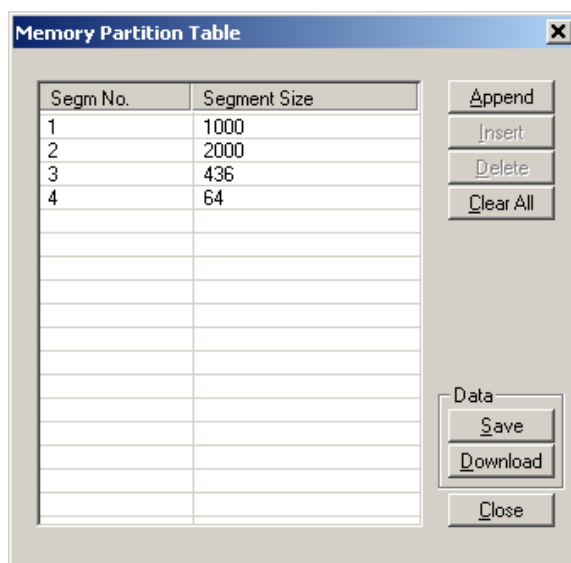 Memory Partition Table
Segm No. Segment Size
1 1000
2 2000
3 436
4 64
Append
Insert
Delete
Clear All
Data
Save
Download
Close